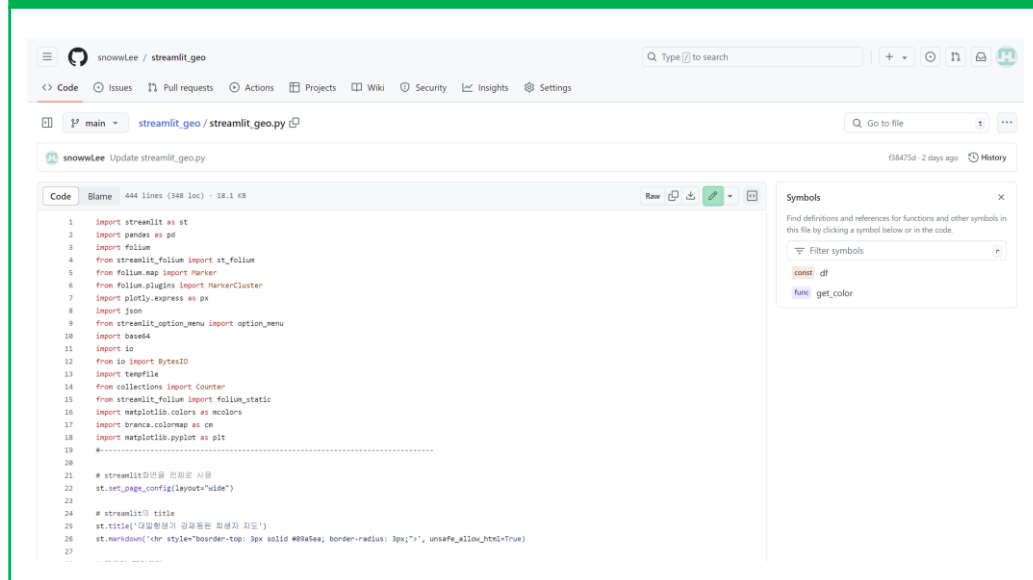 snowwLee / streamlit_geo
Type / to search
Code Issues Pull requests Actions Projects Wiki Security Insights Settings
main streamlit_geo / streamlit_geo.py
Go to file t
snowwLee Update streamlit_geo.py
f38475d · 2 days ago History
Code Blame 444 lines (348 loc) · 18.1 KB
Raw
1 import streamlit as st
2 import pandas as pd
3 import folium
4 from streamlit_folium import st_folium
5 from folium.map import Marker
6 from folium.plugins import MarkerCluster
7 import plotly.express as px
8 import json
9 from streamlit_option_menu import option_menu
10 import base64
11 import io
12 from io import BytesIO
13 import tempfile
14 from collections import Counter
15 from streamlit_folium import folium_static
16 import matplotlib.colors as mcolors
17 import branca.colormap as cm
18 import matplotlib.pyplot as plt
19 #--------------------------------------------------------------------------------
20
21 # streamlit화면을 전체로 사용
22 st.set_page_config(layout="wide")
23
24 # streamlit의 title
25 st.title('대일항쟁기 강제동원 희생자 지도')
26 st.markdown('<hr style="bosrder-top: 3px solid #89a5ea; border-radius: 3px;">', unsafe_allow_html=True)
27
Symbols
Find definitions and references for functions and other symbols in
this file by clicking a symbol below or in the code.
Filter symbols r
const df
func get_color